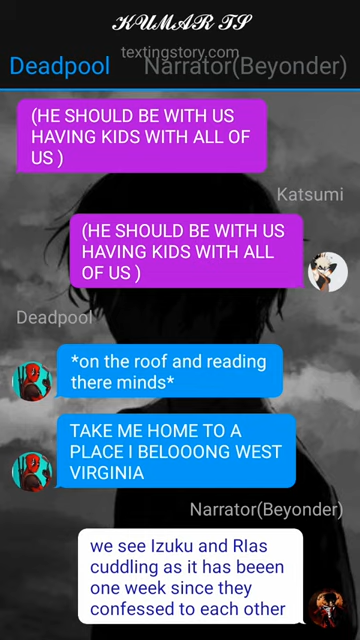 KUMAR TS
textingstory.com
Deadpool Narrator(Beyonder)
(HE SHOULD BE WITH US
HAVING KIDS WITH ALL OF
US )
Katsumi
(HE SHOULD BE WITH US
HAVING KIDS WITH ALL
OF US )
Deadpool
*on the roof and reading
there minds*
TAKE ME HOME TO A
PLACE I BELOOONG WEST
VIRGINIA
Narrator(Beyonder)
we see Izuku and RIas
cuddling as it has beeen
one week since they
confessed to each other